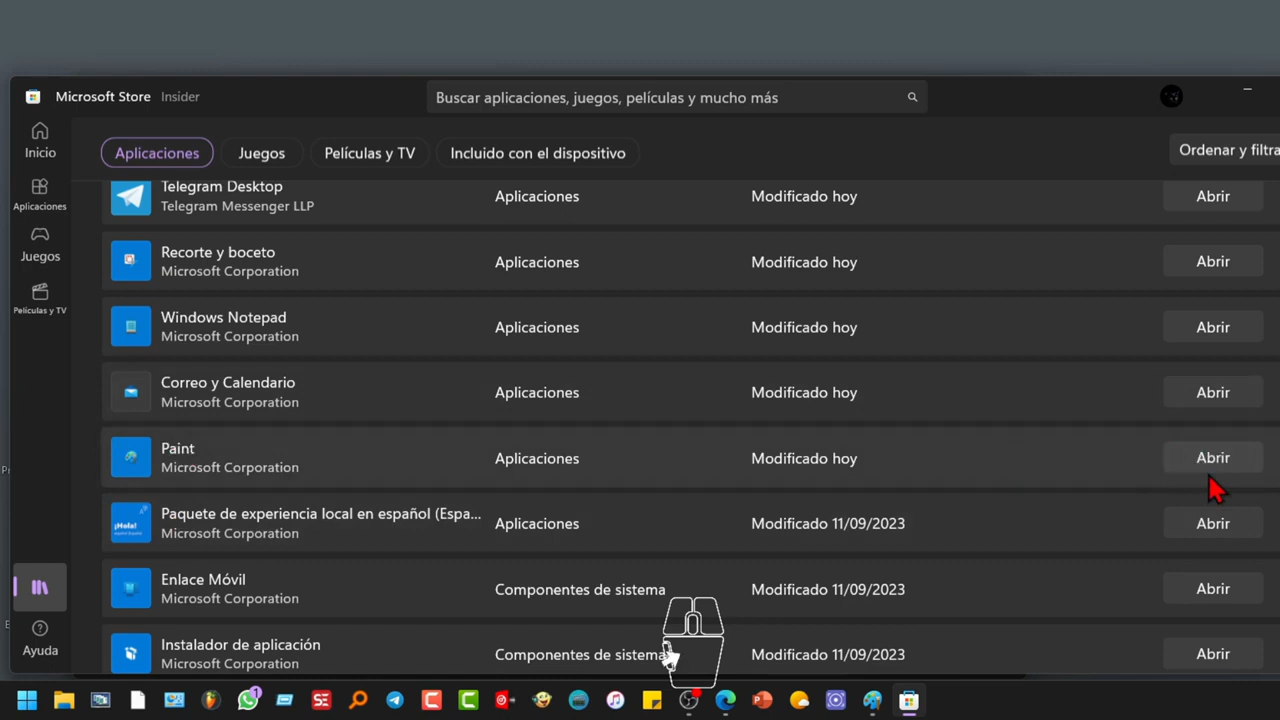 Microsoft Store Insider
Buscar aplicaciones, juegos, películas y mucho más
Inicio
Aplicaciones
Juegos
Películas y TV
Ayuda
Aplicaciones Juegos Películas y TV Incluido con el dispositivo
Ordenar y filtra
Telegram Desktop
Telegram Messenger LLP
Aplicaciones Modificado hoy Abrir
Recorte y boceto
Microsoft Corporation
Aplicaciones Modificado hoy Abrir
Windows Notepad
Microsoft Corporation
Aplicaciones Modificado hoy Abrir
Correo y Calendario
Microsoft Corporation
Aplicaciones Modificado hoy Abrir
Paint
Microsoft Corporation
Aplicaciones Modificado hoy Abrir
¡Hola!
Paquete de experiencia local en español (Espa...
Microsoft Corporation
Aplicaciones Modificado 11/09/2023 Abrir
Enlace Móvil
Microsoft Corporation
Componentes de sistema Modificado 11/09/2023 Abrir
Instalador de aplicación
Microsoft Corporation
Componentes de sistema Modificado 11/09/2023 Abrir